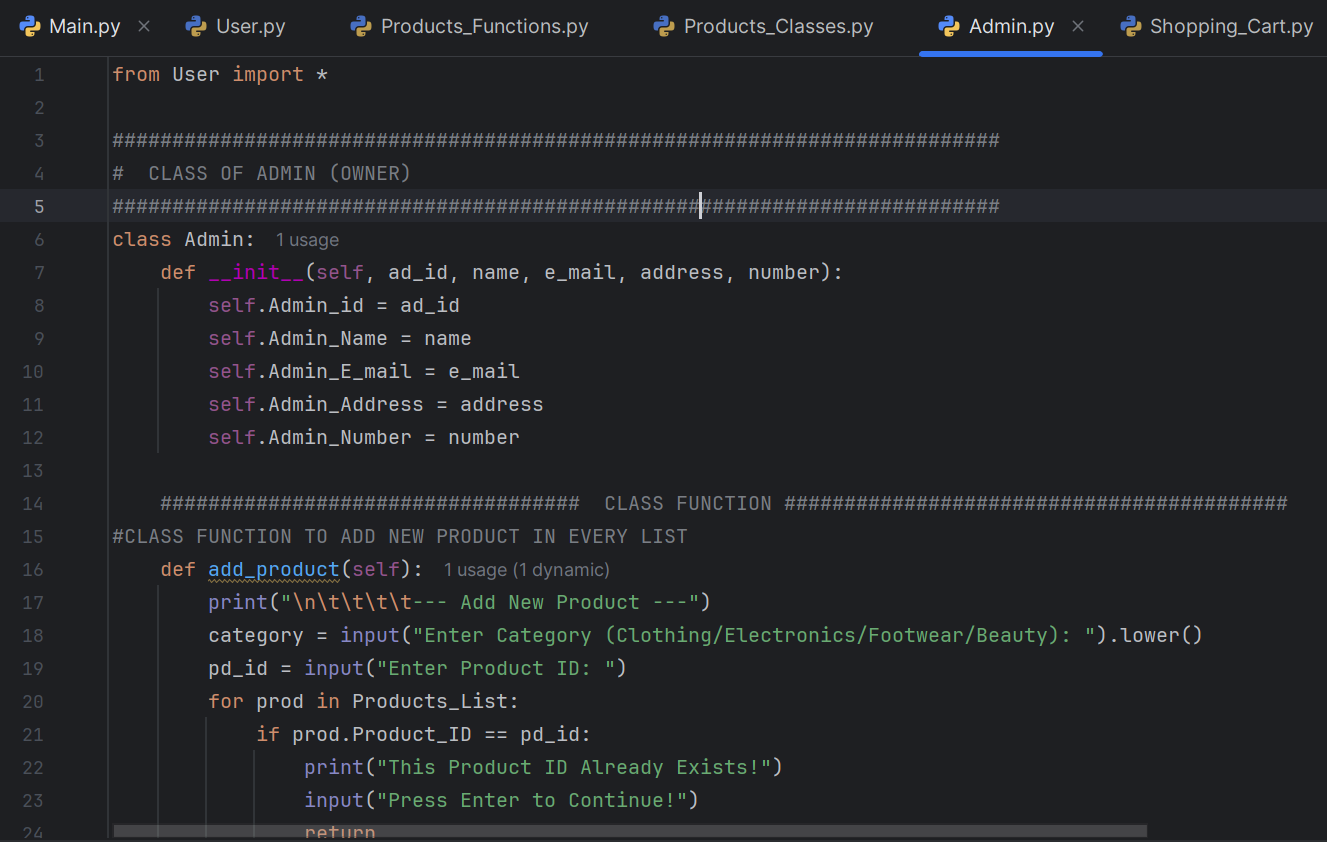 Main.py × User.py Products_Functions.py Products_Classes.py Admin.py × Shopping_Cart.py
1 from User import *
2
3 ##########################################################################
4 #  CLASS OF ADMIN (OWNER)
5 ##########################################################################
6 class Admin: 1 usage
7     def __init__(self, ad_id, name, e_mail, address, number):
8         self.Admin_id = ad_id
9         self.Admin_Name = name
10         self.Admin_E_mail = e_mail
11         self.Admin_Address = address
12         self.Admin_Number = number
13
14     ###################################  CLASS FUNCTION ##########################################
15 #CLASS FUNCTION TO ADD NEW PRODUCT IN EVERY LIST
16     def add_product(self): 1 usage (1 dynamic)
17         print("\n\t\t\t\t--- Add New Product ---")
18         category = input("Enter Category (Clothing/Electronics/Footwear/Beauty): ").lower()
19         pd_id = input("Enter Product ID: ")
20         for prod in Products_List:
21             if prod.Product_ID == pd_id:
22                 print("This Product ID Already Exists!")
23                 input("Press Enter to Continue!")
24                 return